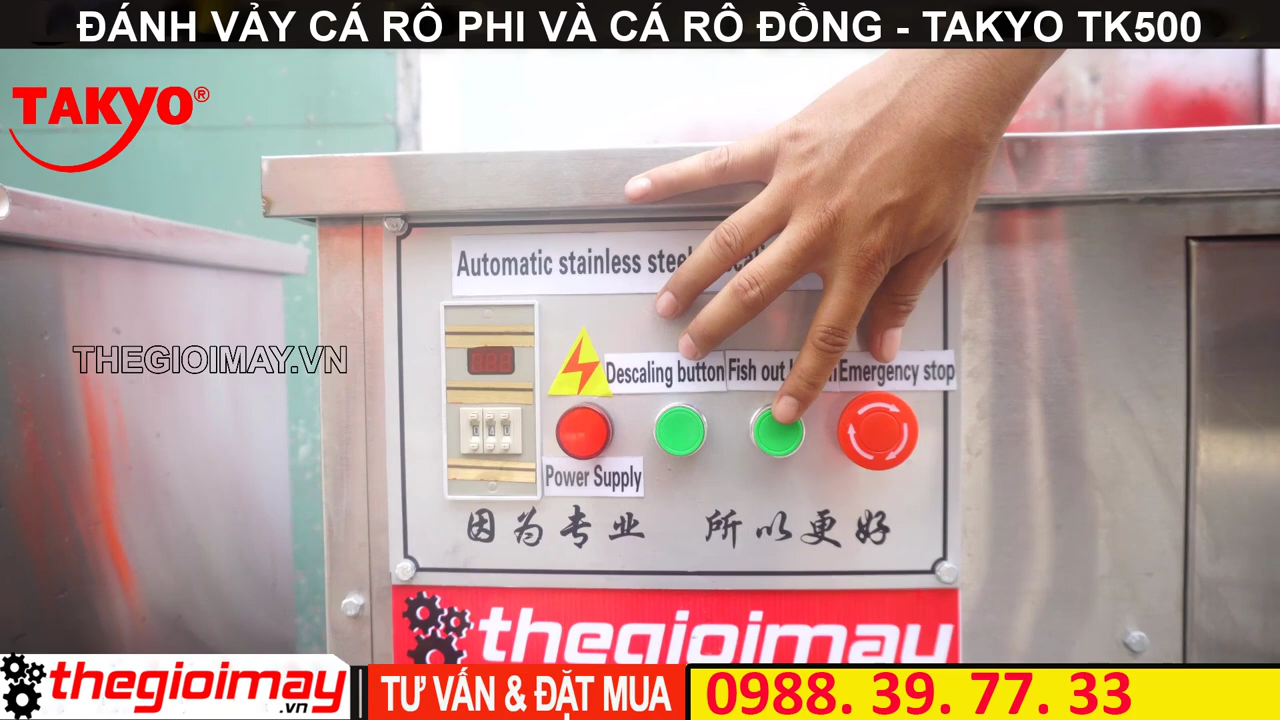 ĐÁNH VẢY CÁ RÔ PHI VÀ CÁ RÔ ĐỒNG - TAKYO TK500
TAKYO®
Automatic stainless steel
THEGIOIMAY.VN
Descaling button
Fish out
Emergency stop
Power Supply
因为专业 所以更好
thegioimay
thegioimay.vn
TƯ VẤN & ĐẶT MUA
0988. 39. 77. 33